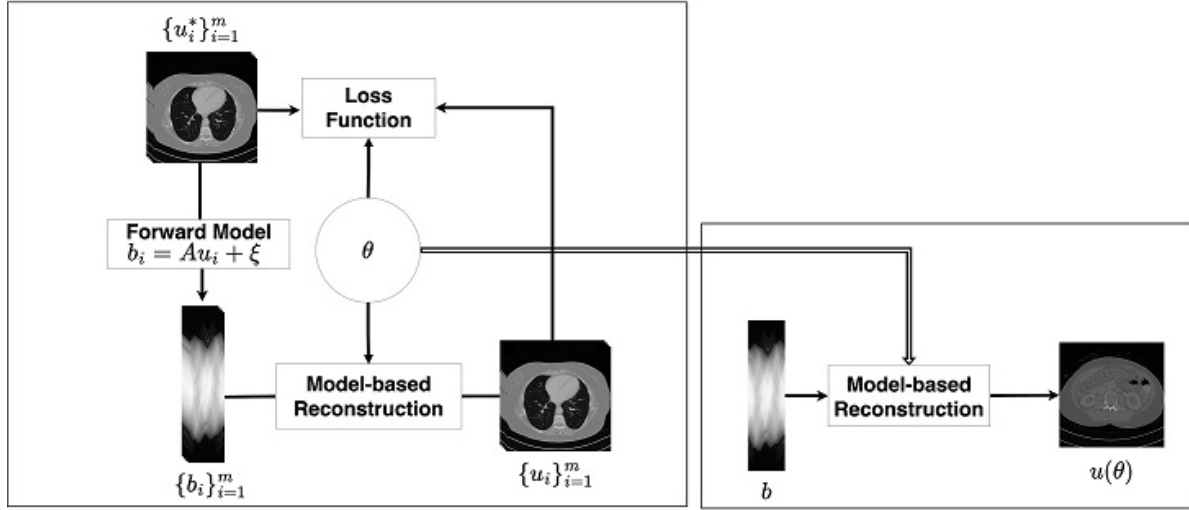 {u_i^*}_{i=1}^m
Loss
Function
Forward Model
b_i = Au_i + ξ
θ
Model-based
Reconstruction
{b_i}_{i=1}^m
{u_i}_{i=1}^m
Model-based
Reconstruction
b
u(θ)